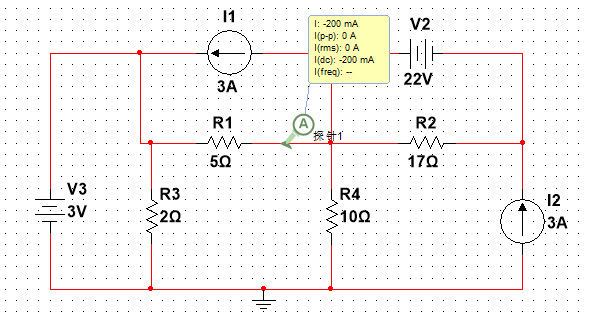 I1
3A
I: -200 mA
I(p-p): 0 A
I(rms): 0 A
I(dc): -200 mA
I(freq): --
V2
22V
R1
5Ω
A
探针1
R2
17Ω
V3
3V
R3
2Ω
R4
10Ω
I2
3A